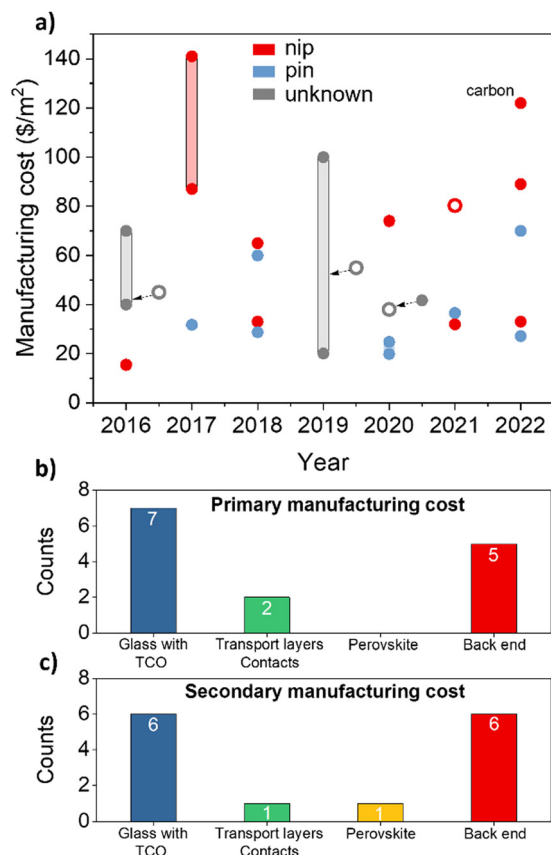 a)
nip
pin
unknown
carbon
Manufacturing cost ($/m²)
140
120
100
80
60
40
20
0
2016 2017 2018 2019 2020 2021 2022
Year
b)
Primary manufacturing cost
Counts
8
6
4
2
0
7
2
5
Glass with TCO
Transport layers Contacts
Perovskite
Back end
c)
Secondary manufacturing cost
Counts
8
6
4
2
0
6
1
1
6
Glass with TCO
Transport layers Contacts
Perovskite
Back end